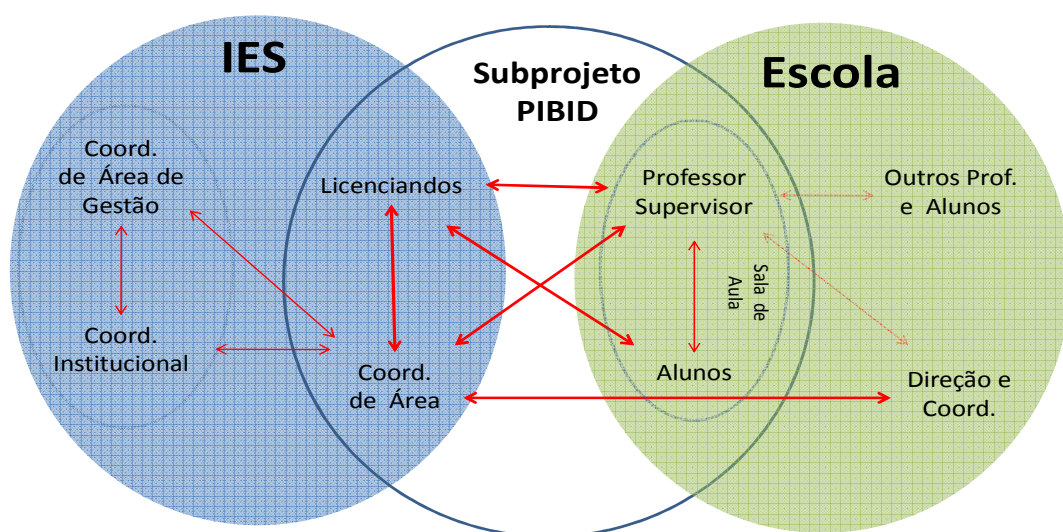 IES
Subprojeto
PIBID
Escola
Coord.
de Área de
Gestão
Licenciandos
Professor
Supervisor
Outros Prof.
e Alunos
Sala de
Aula
Coord.
Institucional
Coord.
de Área
Alunos
Direção e
Coord.